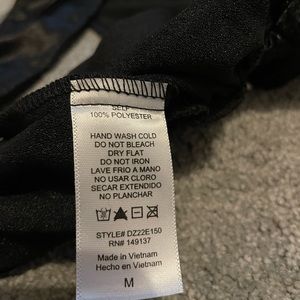 SELF
100% POLYESTER
HAND WASH COLD
DO NOT BLEACH
DRY FLAT
DO NOT IRON
LAVE FRIO A MANO
NO USAR CLORO
SECAR EXTENDIDO
NO PLANCHAR
STYLE# DZ22E150
RN# 149137
Made in Vietnam
Hecho en Vietnam
M